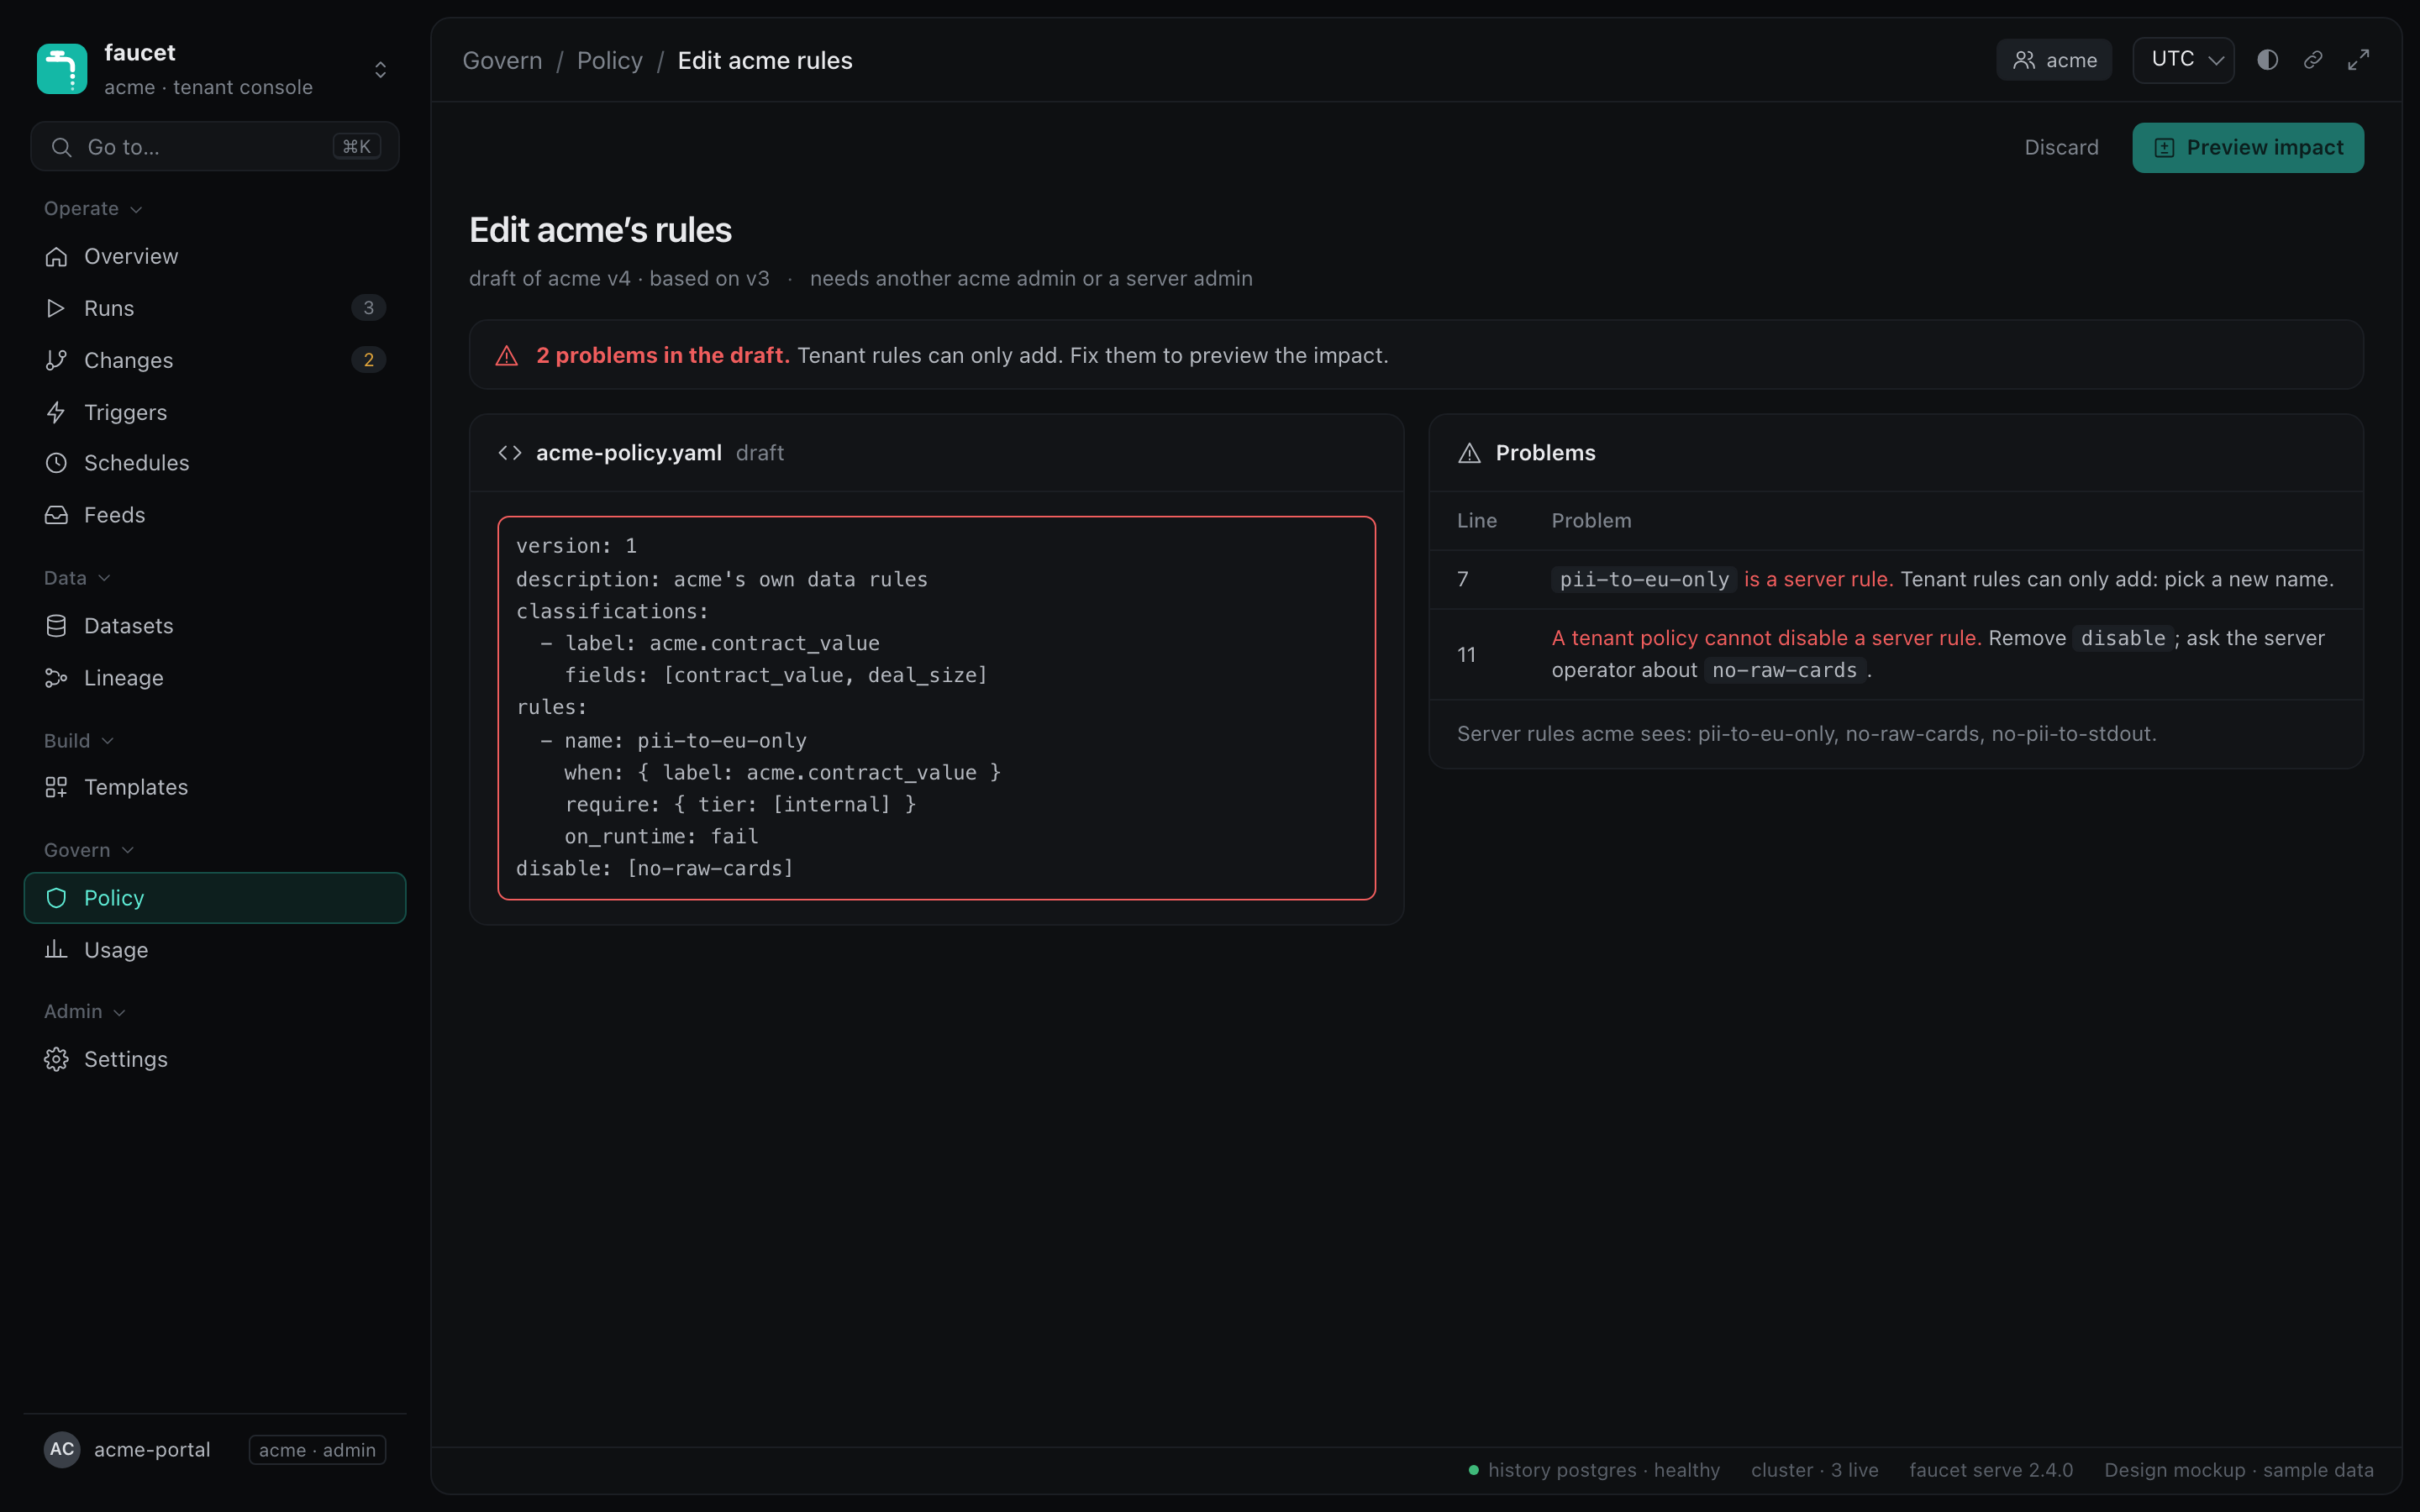 faucet
acme · tenant console
Go to... ⌘K
Operate
Overview
Runs 3
Changes 2
Triggers
Schedules
Feeds
Data
Datasets
Lineage
Build
Templates
Govern
Policy
Usage
Admin
Settings
AC acme-portal acme · admin
Govern / Policy / Edit acme rules
acme UTC
Discard Preview impact
Edit acme’s rules
draft of acme v4 · based on v3 · needs another acme admin or a server admin
2 problems in the draft. Tenant rules can only add. Fix them to preview the impact.
acme-policy.yaml draft
version: 1
description: acme's own data rules
classifications:
  - label: acme.contract_value
    fields: [contract_value, deal_size]
rules:
  - name: pii-to-eu-only
    when: { label: acme.contract_value }
    require: { tier: [internal] }
    on_runtime: fail
disable: [no-raw-cards]
Problems
Line Problem
7 pii-to-eu-only is a server rule. Tenant rules can only add: pick a new name.
11 A tenant policy cannot disable a server rule. Remove disable; ask the server
operator about no-raw-cards.
Server rules acme sees: pii-to-eu-only, no-raw-cards, no-pii-to-stdout.
history postgres · healthy cluster · 3 live faucet serve 2.4.0 Design mockup · sample data